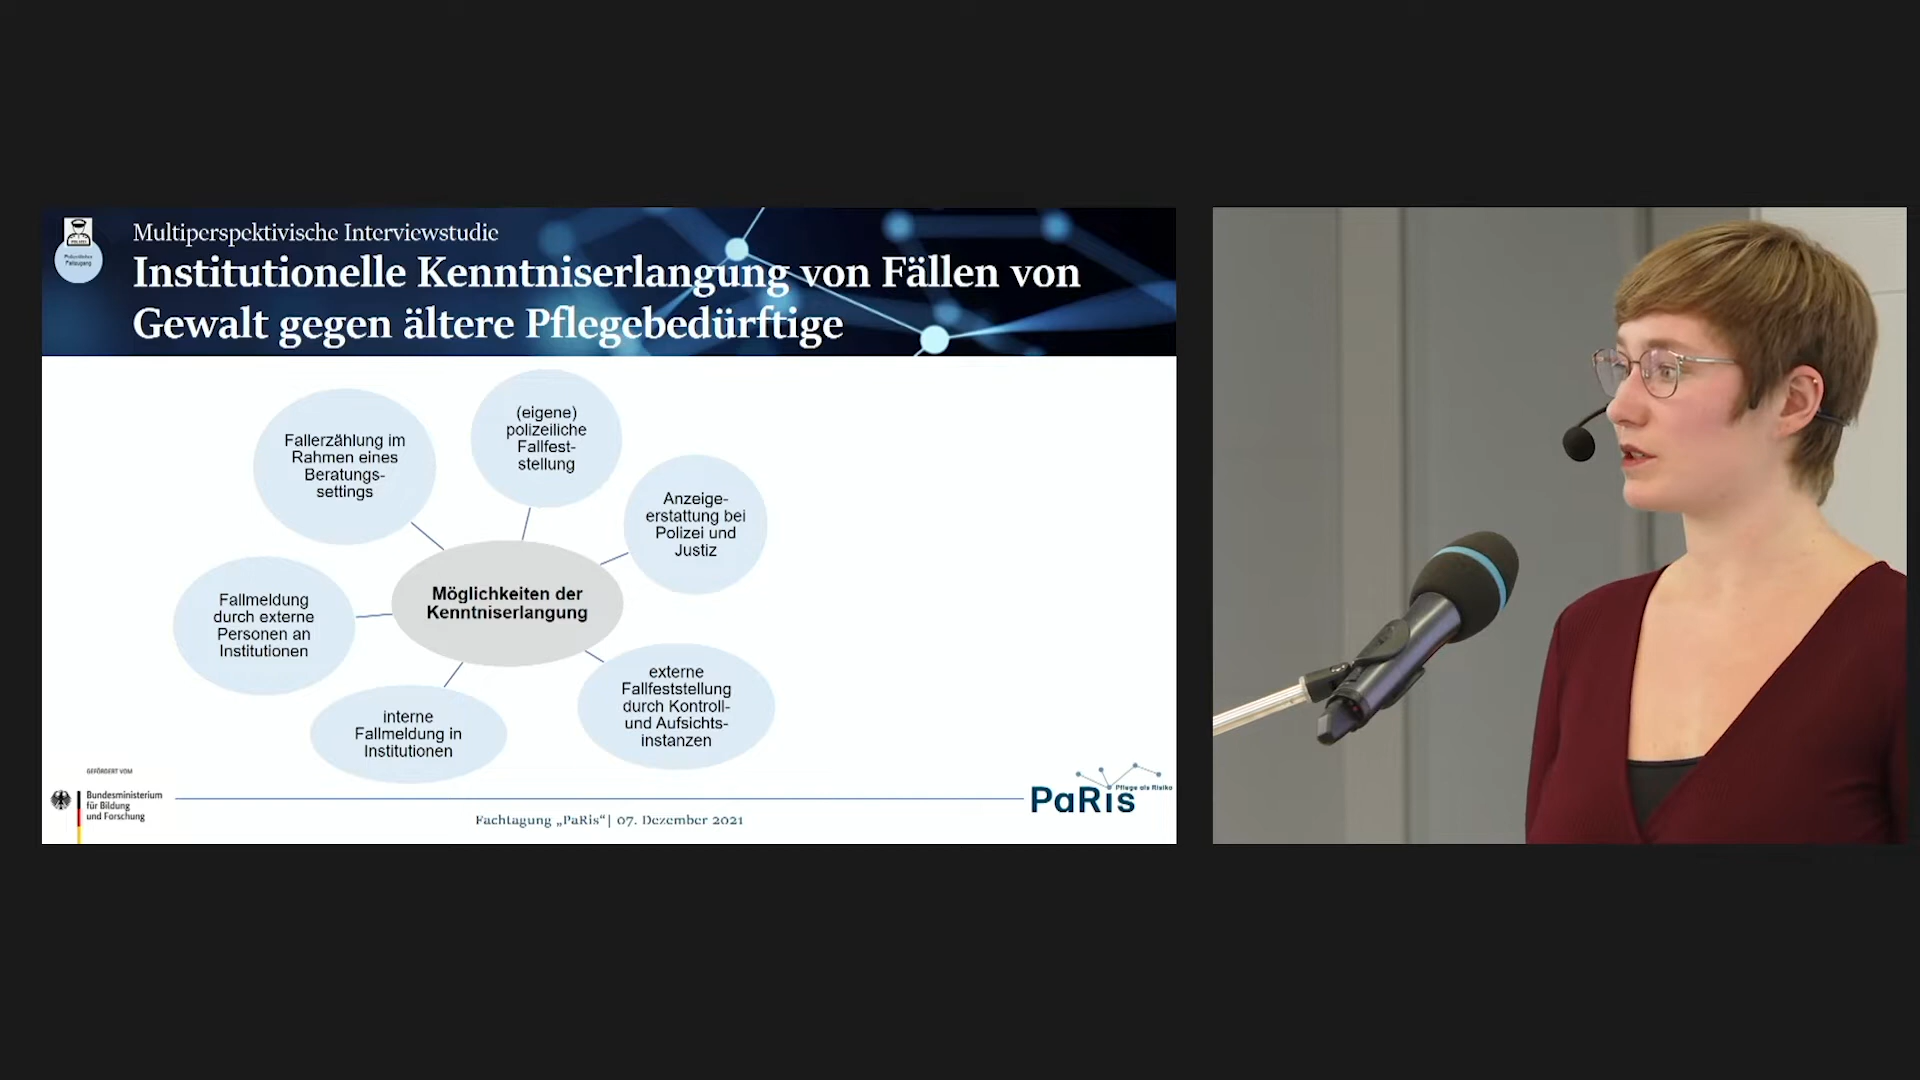 Multiperspektivische Interviewstudie
Institutionelle Kenntniserlangung von Fällen von
Gewalt gegen ältere Pflegebedürftige
Fallerzählung im
Rahmen eines
Beratungs-
settings
(eigene)
polizeiliche
Fallfest-
stellung
Anzeige-
erstattung bei
Polizei und
Justiz
Möglichkeiten der
Kenntniserlangung
Fallmeldung
durch externe
Personen an
Institutionen
interne
Fallmeldung in
Institutionen
externe
Fallfeststellung
durch Kontroll-
und Aufsichts-
instanzen
GEFÖRDERT VOM
Bundesministerium
für Bildung
und Forschung
Fachtagung „PaRis“| 07. Dezember 2021
PaRis
Pflege als Risiko